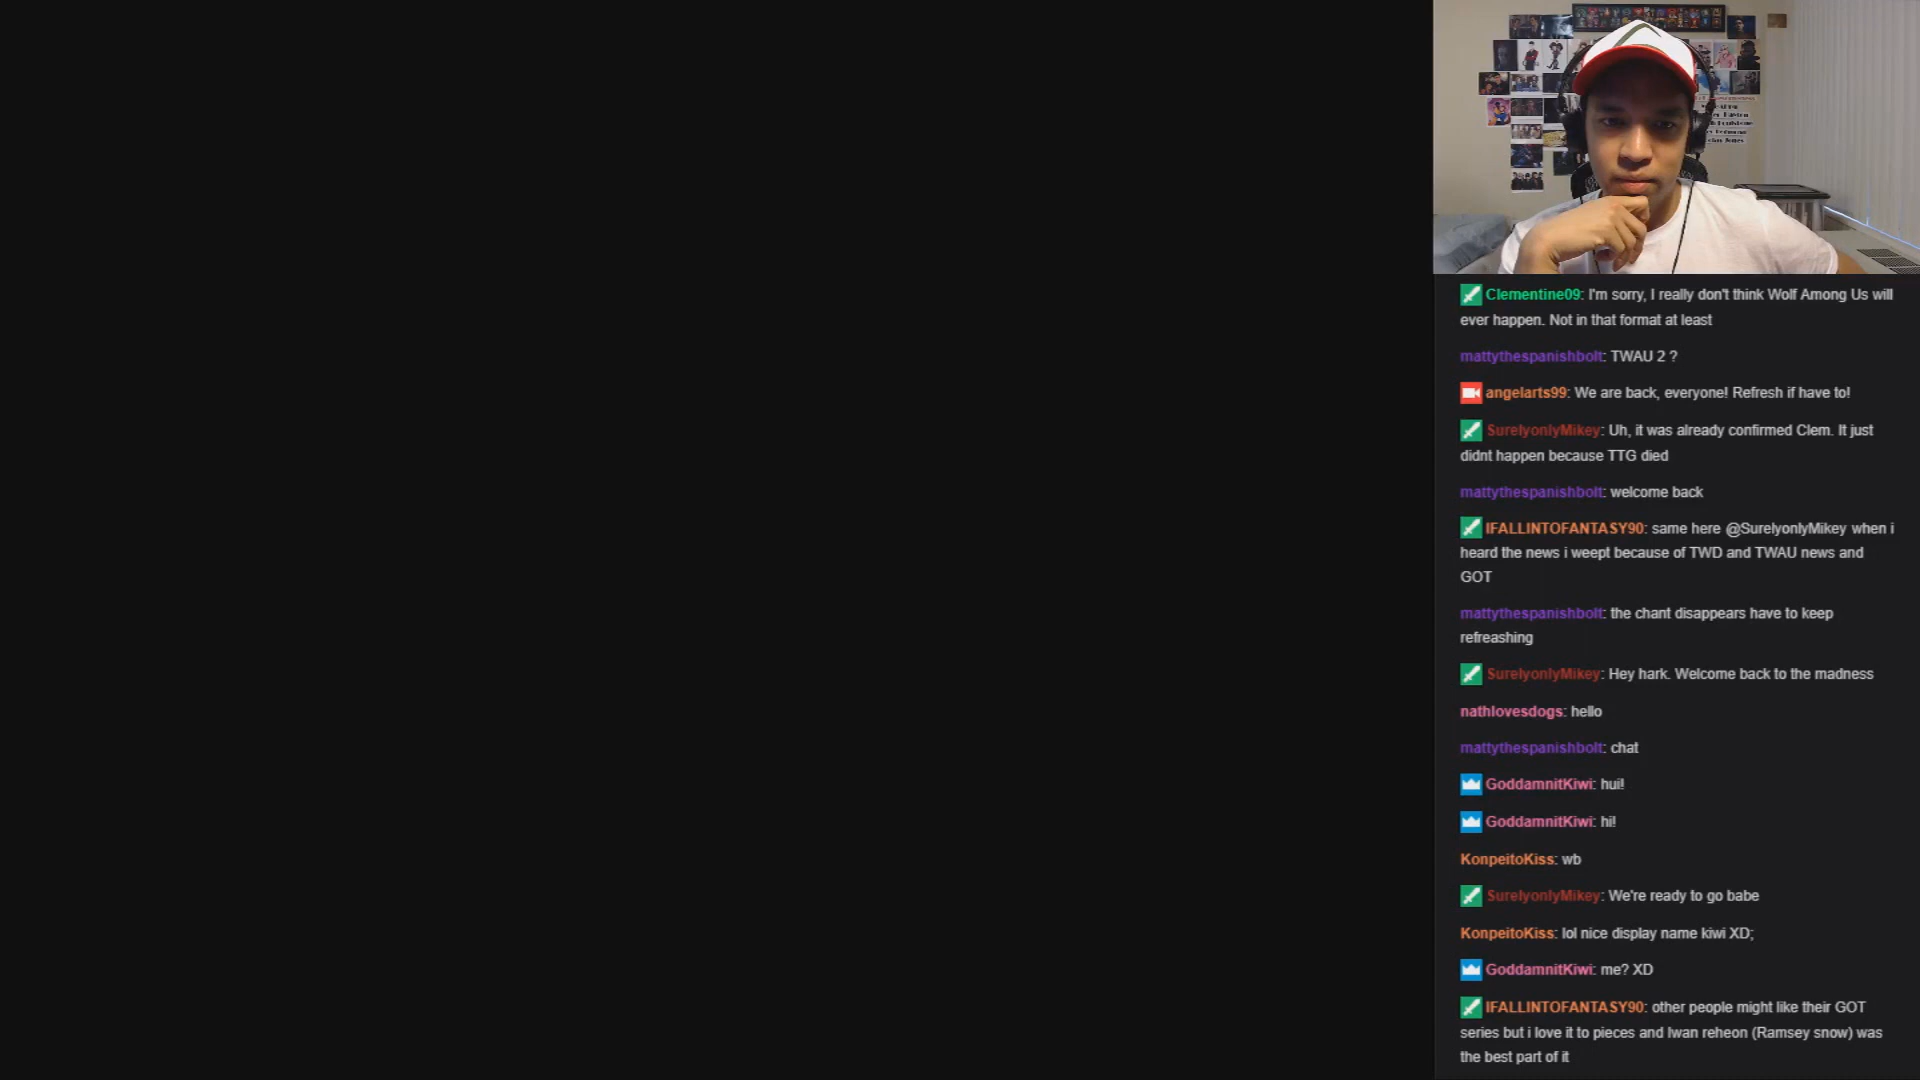 Clementine09: I'm sorry, I really don't think Wolf Among Us will
ever happen. Not in that format at least
mattythespanishbolt: TWAU 2 ?
angelarts99: We are back, everyone! Refresh if have to!
SurelyonlyMikey: Uh, it was already confirmed Clem. It just
didnt happen because TTG died
mattythespanishbolt: welcome back
IFALLINTOFANTASY90: same here @SurelyonlyMikey when i
heard the news i weept because of TWD and TWAU news and
GOT
mattythespanishbolt: the chant disappears have to keep
refreashing
SurelyonlyMikey: Hey hark. Welcome back to the madness
nathlovesdogs: hello
mattythespanishbolt: chat
GoddamnitKiwi: hui!
GoddamnitKiwi: hi!
KonpeitoKiss: wb
SurelyonlyMikey: We're ready to go babe
KonpeitoKiss: lol nice display name kiwi XD;
GoddamnitKiwi: me? XD
IFALLINTOFANTASY90: other people might like their GOT
series but i love it to pieces and Iwan reheon (Ramsey snow) was
the best part of it